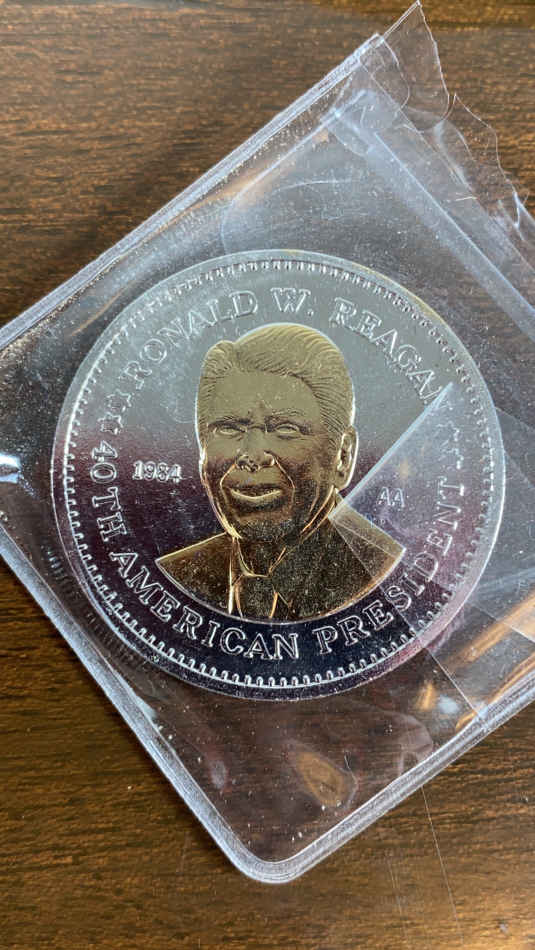 RONALD W. REAGAN
1984
AA
40TH AMERICAN PRESIDENT